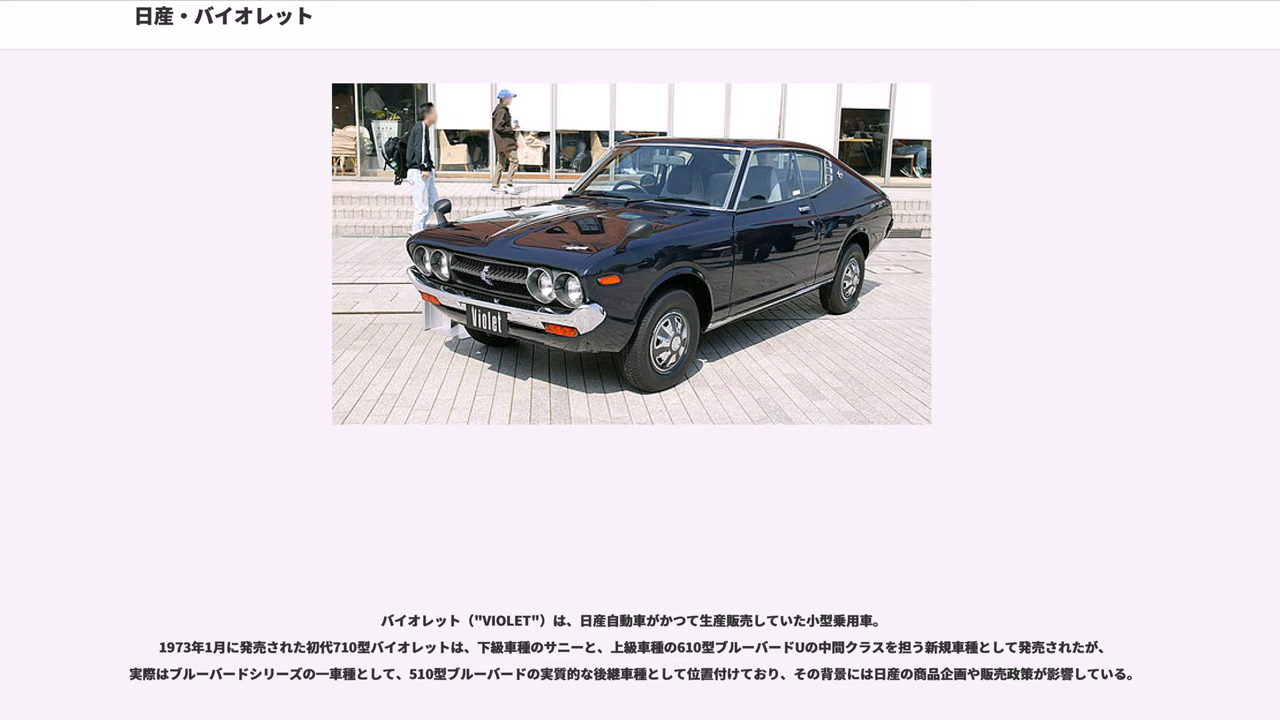 日産・バイオレット
Violet
バイオレット（"VIOLET"）は、日産自動車がかつて生産販売していた小型乗用車。
1973年1月に発売された初代710型バイオレットは、下級車種のサニーと、上級車種の610型ブルーバードUの中間クラスを担う新規車種として発売されたが、
実際はブルーバードシリーズの一車種として、510型ブルーバードの実質的な後継車種として位置付けており、その背景には日産の商品企画や販売政策が影響している。